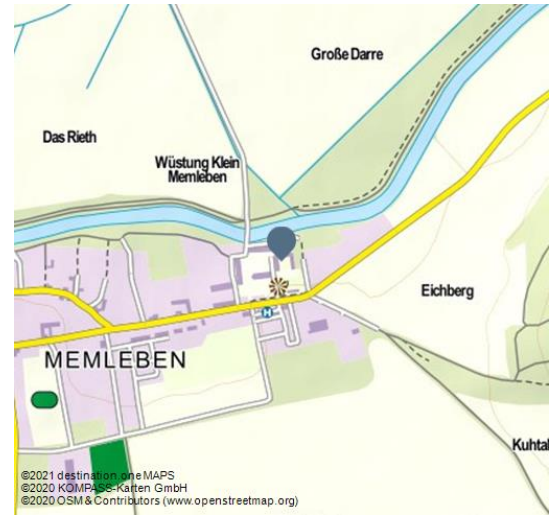 Große Darre
Das Rieth
Wüstung Klein
Memleben
Eichberg
H
MEMLEBEN
Kuhtal
©2021 destination.one MAPS
©2020 KOMPASS-Karten GmbH
©2020 OSM & Contributors (www.openstreetmap.org)